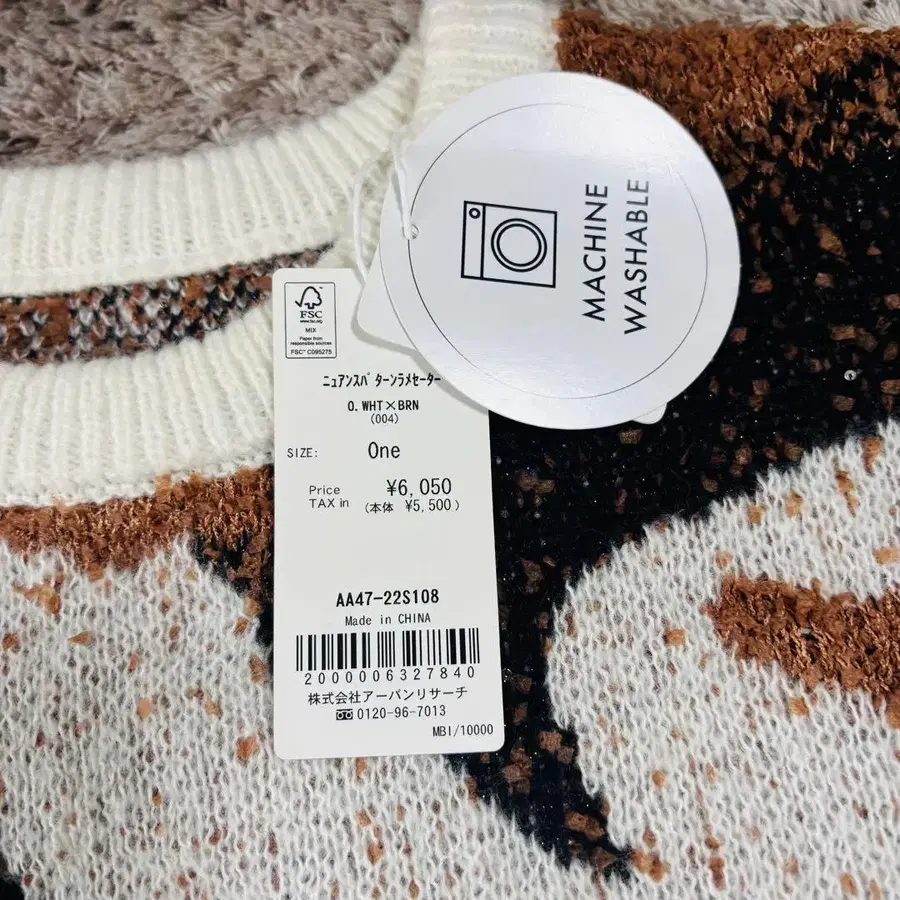 MACHINE
WASHABLE
FSC
www.fsc.org
MIX
Paper from
responsible sources
FSC™ C095275
ニュアンスパターンラメセーター
O.WHT×BRN
(004)
SIZE: One
Price ¥6,050
TAX in (本体 ¥5,500)
AA47-22S108
Made in CHINA
2000006327840
株式会社アーバンリサーチ
0120-96-7013
MBI/10000